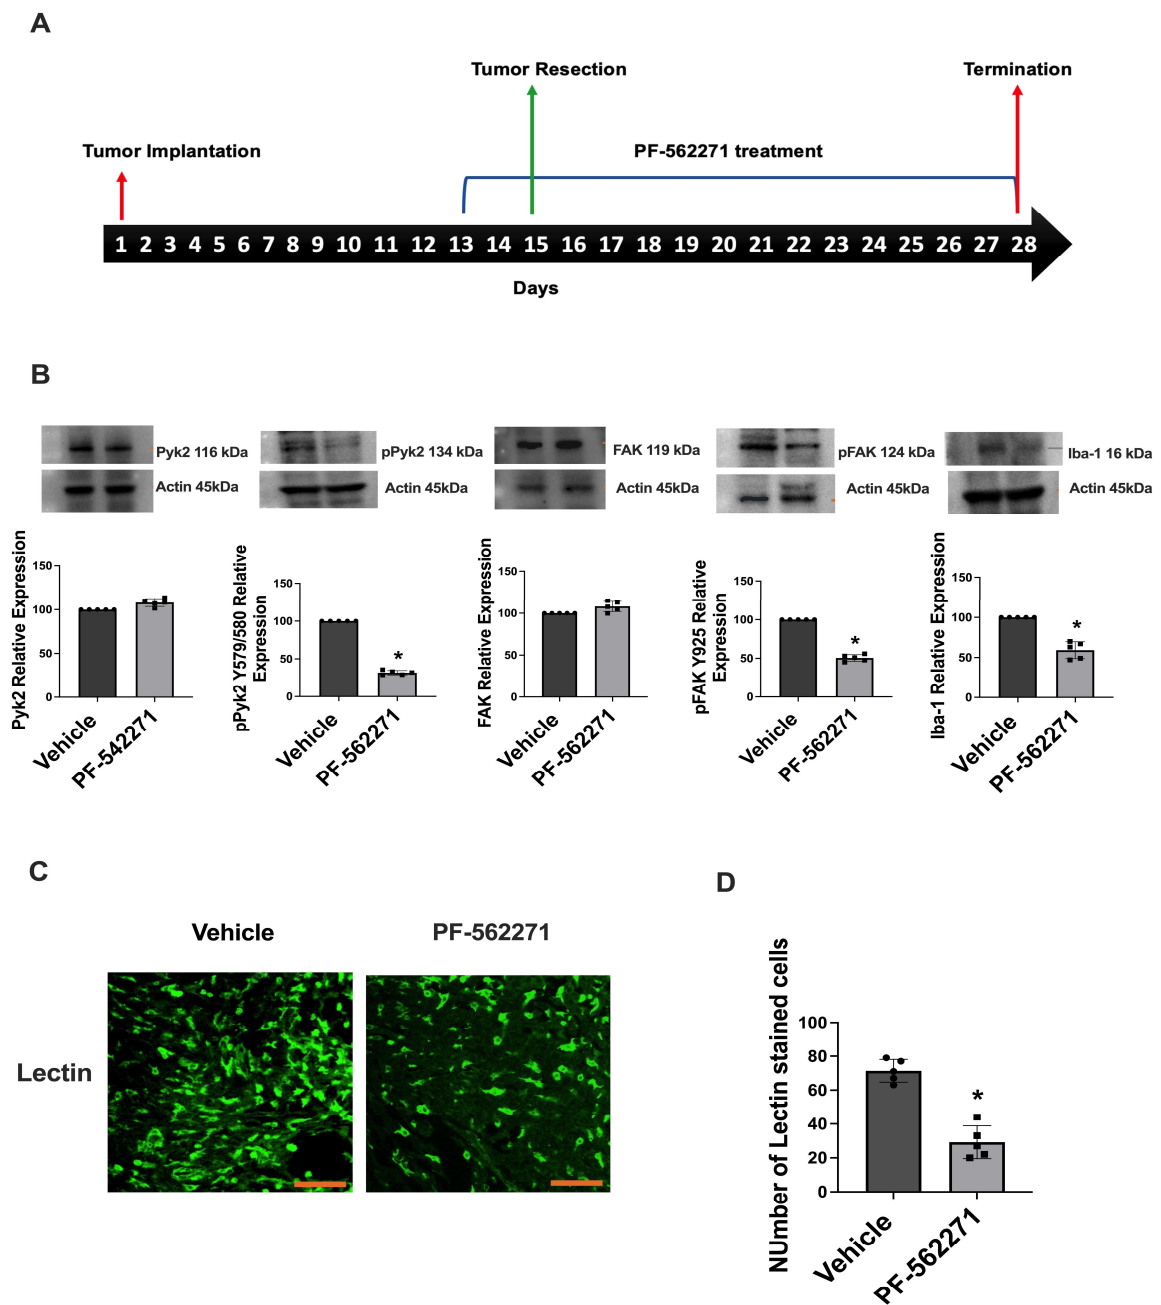 A
Tumor Resection
Termination
Tumor Implantation
PF-562271 treatment
1 2 3 4 5 6 7 8 9 10 11 12 13 14 15 16 17 18 19 20 21 22 23 24 25 26 27 28
Days
B
Pyk2 116 kDa
Actin 45kDa
pPyk2 134 kDa
Actin 45kDa
FAK 119 kDa
Actin 45kDa
pFAK 124 kDa
Actin 45kDa
Iba-1 16 kDa
Actin 45kDa
Pyk2 Relative Expression
150
100
50
0
Vehicle
PF-542271
pPyk2 Y579/580 Relative
Expression
150
100
50
0
*
Vehicle
PF-562271
FAK Relative Expression
150
100
50
0
Vehicle
PF-562271
pFAK Y925 Relative
Expression
150
100
50
0
*
Vehicle
PF-562271
Iba-1 Relative Expression
150
100
50
0
*
Vehicle
PF-562271
C
Vehicle
PF-562271
Lectin
D
NUmber of Lectin stained cells
100
80
60
40
20
0
*
Vehicle
PF-562271